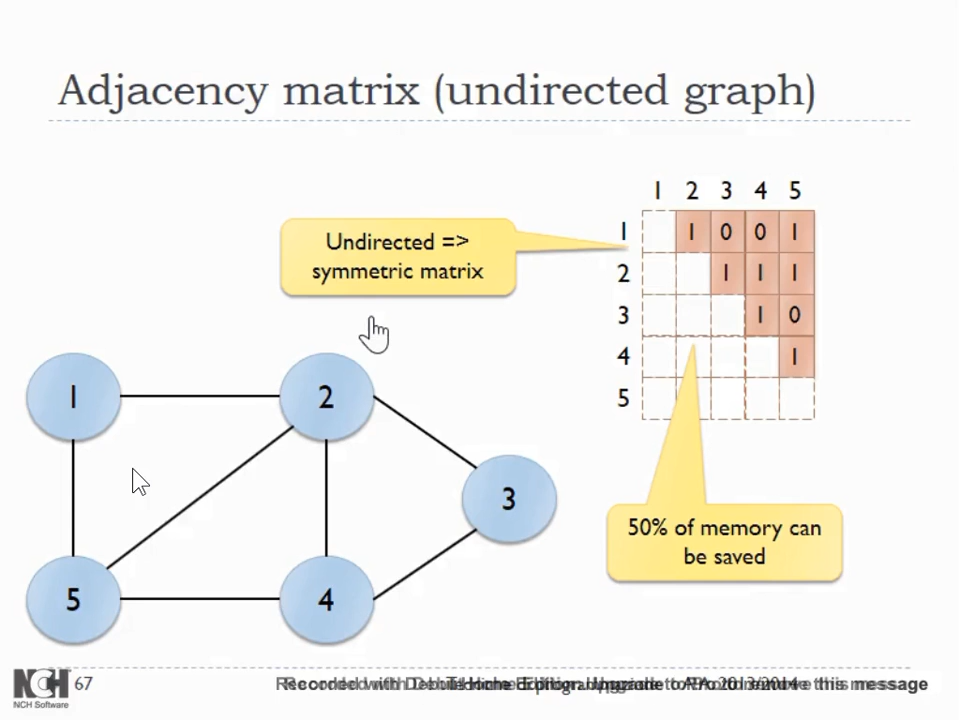 Adjacency matrix (undirected graph)
1 2 3 4 5
1 1 0 0 1
2 1 1 1
3 1 0
4 1
5
Undirected =>
symmetric matrix
1
2
3
5
4
50% of memory can
be saved
NCH
NCH Software
67
message